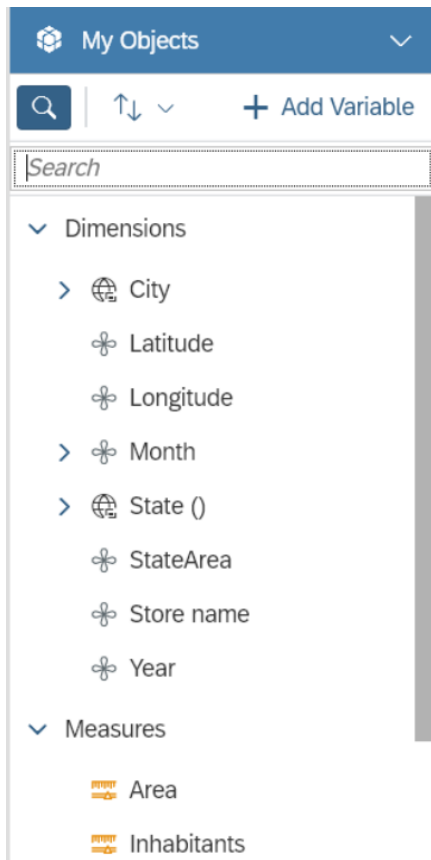 My Objects
Add Variable
Search
Dimensions
City
Latitude
Longitude
Month
State ()
StateArea
Store name
Year
Measures
Area
Inhabitants